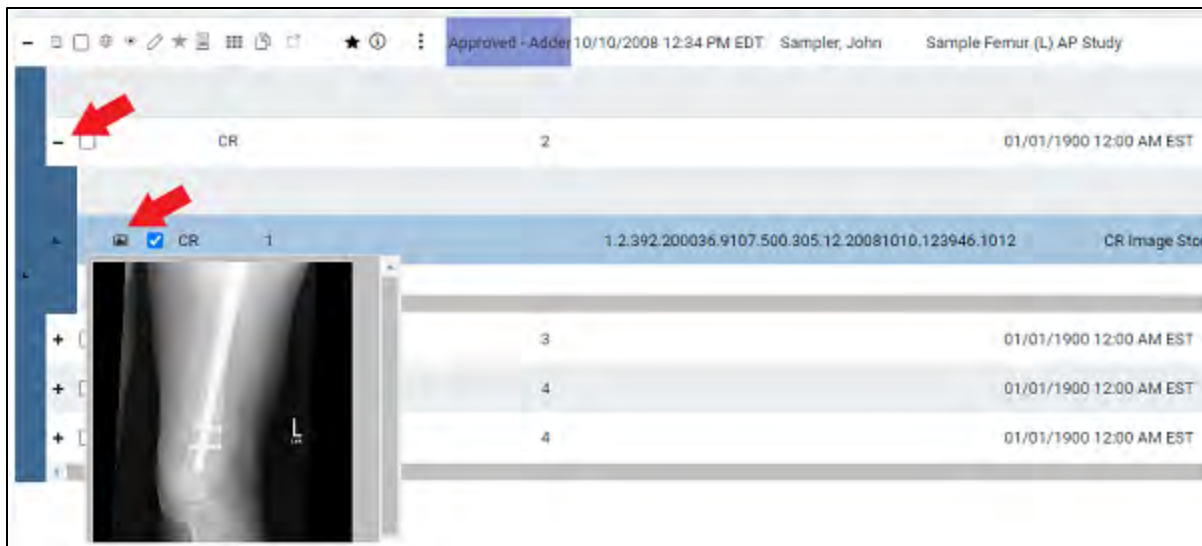 Approved - Adder 10/10/2008 12:34 PM EDT Sampler, John Sample Femur (L) AP Study
CR 2 01/01/1900 12:00 AM EST
CR 1 1.2.392.200036.9107.500.305.12.20081010.123946.1012 CR Image Sto
L
3 01/01/1900 12:00 AM EST
4 01/01/1900 12:00 AM EST
4 01/01/1900 12:00 AM EST